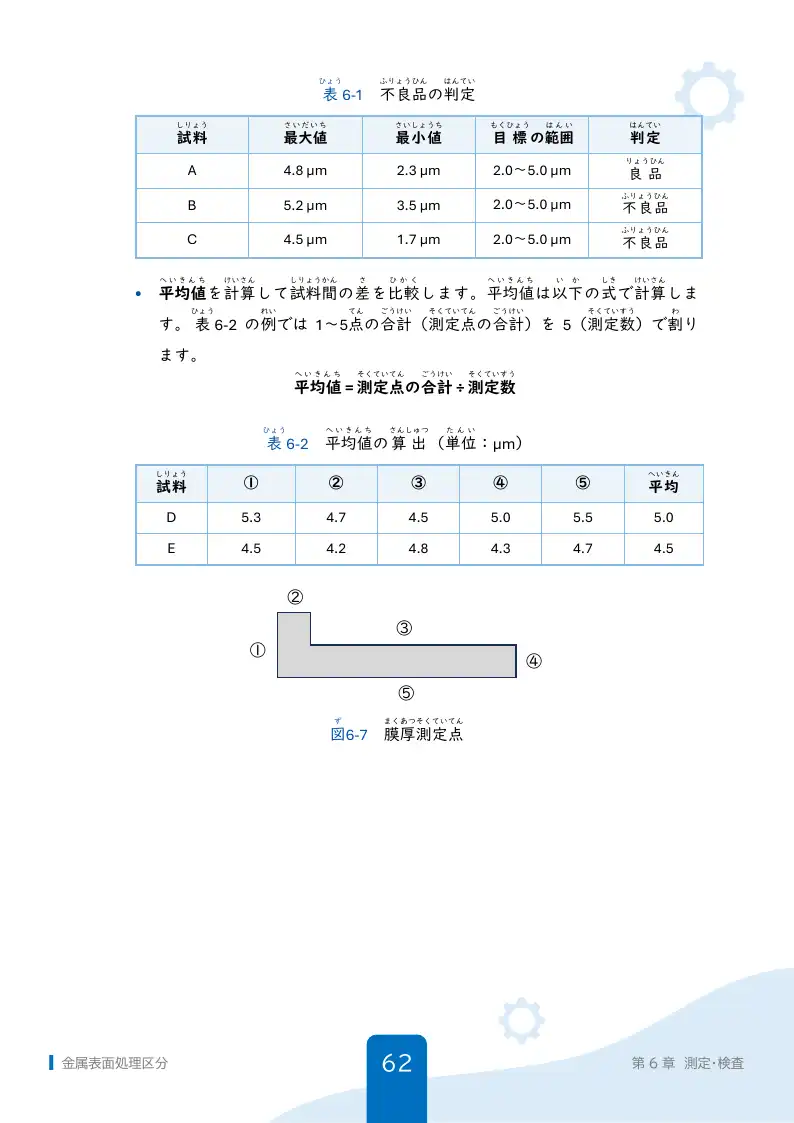 表 6-1　不良品の判定
試料 最大値 最小値 目標の範囲 判定
A 4.8 μm 2.3 μm 2.0～5.0 μm 良品
B 5.2 μm 3.5 μm 2.0～5.0 μm 不良品
C 4.5 μm 1.7 μm 2.0～5.0 μm 不良品
• 平均値を計算して試料間の差を比較します。平均値は以下の式で計算しま
す。表 6-2 の例では 1～5点の合計（測定点の合計）を 5（測定数）で割り
ます。
平均値 = 測定点の合計 ÷ 測定数
表 6-2　平均値の算出（単位：μm）
試料 ① ② ③ ④ ⑤ 平均
D 5.3 4.7 4.5 5.0 5.5 5.0
E 4.5 4.2 4.8 4.3 4.7 4.5
②
③
①
④
⑤
図6-7　膜厚測定点
金属表面処理区分
62
第 6 章 測定・検査